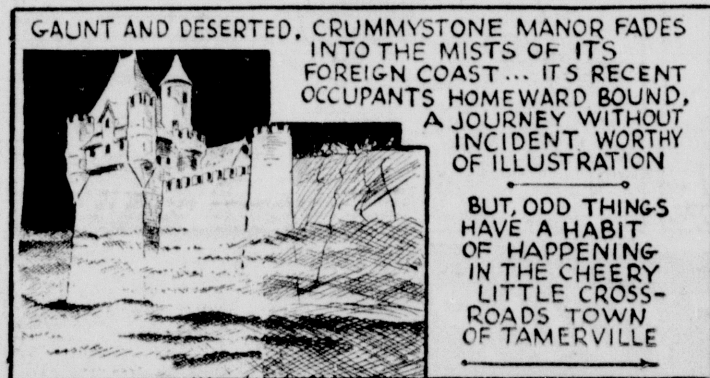 GAUNT AND DESERTED, CRUMMYSTONE MANOR FADES
INTO THE MISTS OF ITS
FOREIGN COAST... ITS RECENT
OCCUPANTS HOMEWARD BOUND,
A JOURNEY WITHOUT
INCIDENT WORTHY
OF ILLUSTRATION
BUT, ODD THINGS
HAVE A HABIT
OF HAPPENING
IN THE CHEERY
LITTLE CROSS-
ROADS TOWN
OF TAMERVILLE